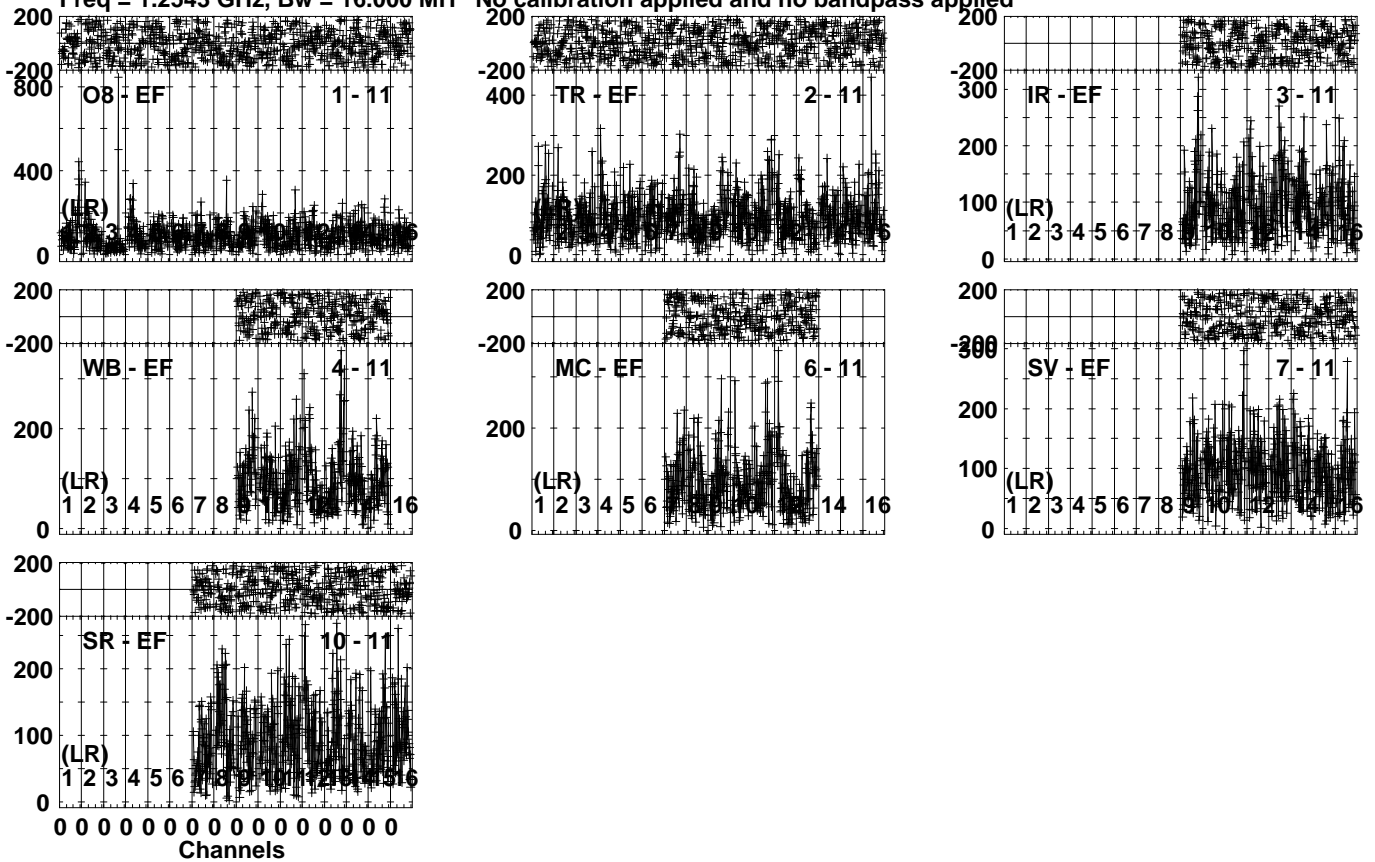 Freq = 1.2543 GHz, Bw = 16.000 MH No calibration applied and no bandpass applied
200 200 200
-200 -200 -200
800 O8 - EF 1 - 11 400 TR - EF 2 - 11 300 IR - EF 3 - 11
400 200 200
(LR) 100 (LR)
0 0 0
1 2 3 4 5 6 7 8 16
200 200 200
-200 -200 -200
WB - EF 4 - 11 MC - EF 6 - 11 300 SV - EF 7 - 11
200 200 200
(LR) (LR) 100 (LR)
1 2 3 4 5 6 7 8 16 1 2 3 4 5 6 14 16 1 2 3 4 5 6 7 8
0 0 0
200
-200
SR - EF 10 - 11
200
100
(LR)
1 2 3 4 5 6
0
0 0 0 0 0 0 0 0 0 0 0 0 0 0 0 0
Channels